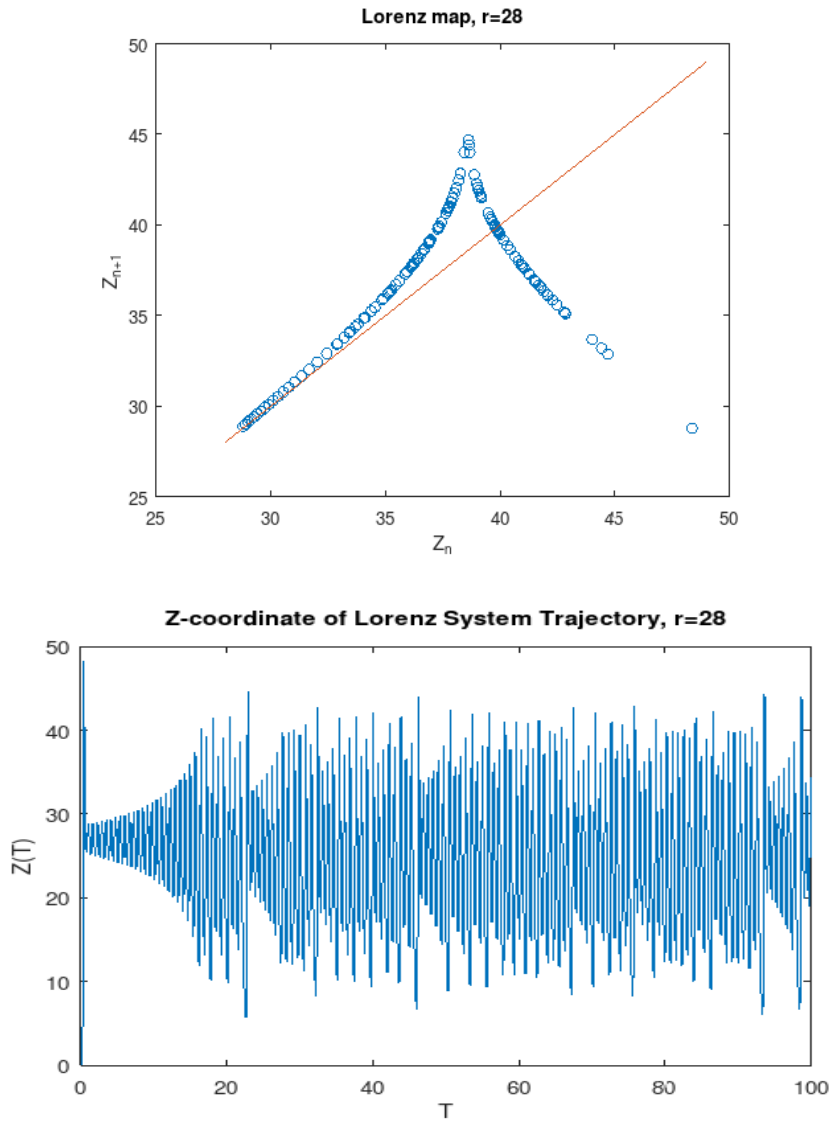 Lorenz map, r=28
50
45
40
35
30
25
Z_{n+1}
25 30 35 40 45 50
Z_n
Z-coordinate of Lorenz System Trajectory, r=28
50
40
30
20
10
0
Z(T)
0 20 40 60 80 100
T